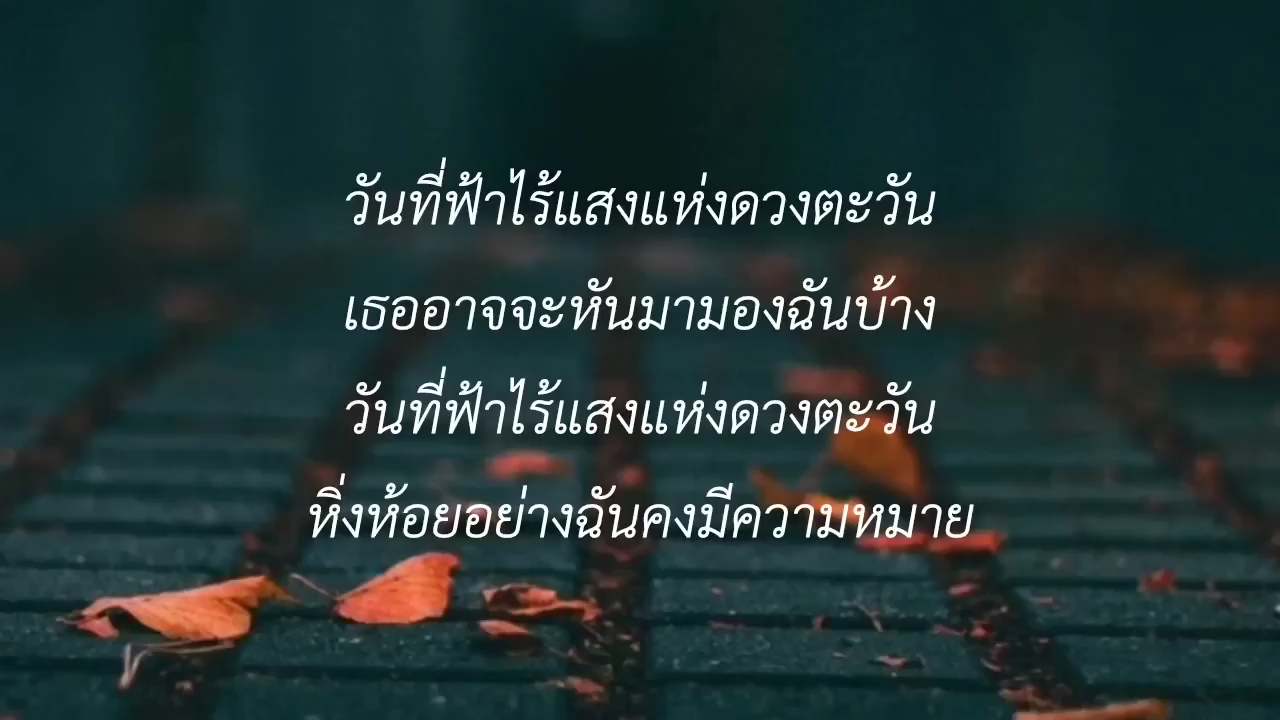 วันที่ฟ้าไร้แสงแห่งดวงตะวัน
เธออาจจะหันมามองฉันบ้าง
วันที่ฟ้าไร้แสงแห่งดวงตะวัน
หิ่งห้อยอย่างฉันคงมีความหมาย